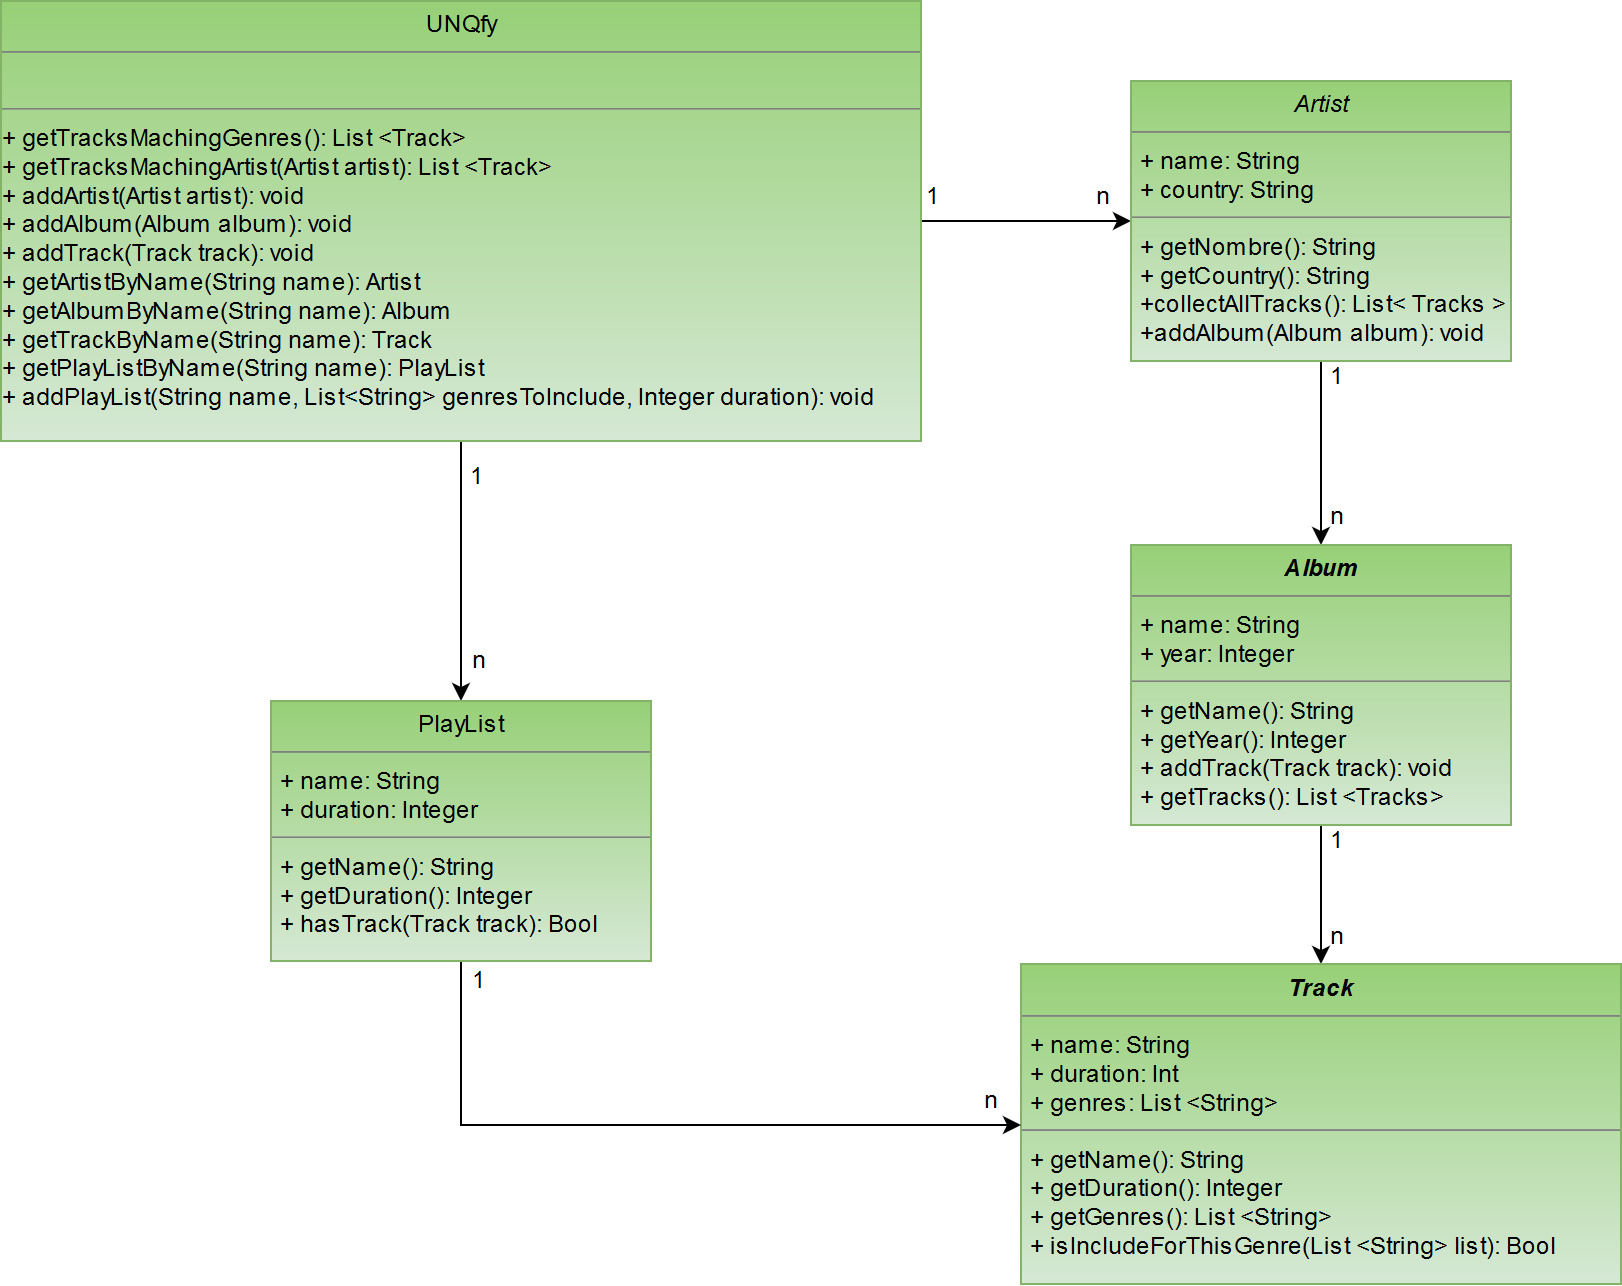 UNQfy
+ getTracksMachingGenres(): List <Track>
+ getTracksMachingArtist(Artist artist): List <Track>
+ addArtist(Artist artist): void
+ addAlbum(Album album): void
+ addTrack(Track track): void
+ getArtistByName(String name): Artist
+ getAlbumByName(String name): Album
+ getTrackByName(String name): Track
+ getPlayListByName(String name): PlayList
+ addPlayList(String name, List<String> genresToInclude, Integer duration): void
1
n
Artist
+ name: String
+ country: String
+ getNombre(): String
+ getCountry(): String
+collectAllTracks(): List< Tracks >
+addAlbum(Album album): void
1
n
Album
+ name: String
+ year: Integer
+ getName(): String
+ getYear(): Integer
+ addTrack(Track track): void
+ getTracks(): List <Tracks>
1
n
1
n
PlayList
+ name: String
+ duration: Integer
+ getName(): String
+ getDuration(): Integer
+ hasTrack(Track track): Bool
1
n
Track
+ name: String
+ duration: Int
+ genres: List <String>
+ getName(): String
+ getDuration(): Integer
+ getGenres(): List <String>
+ isIncludeForThisGenre(List <String> list): Bool